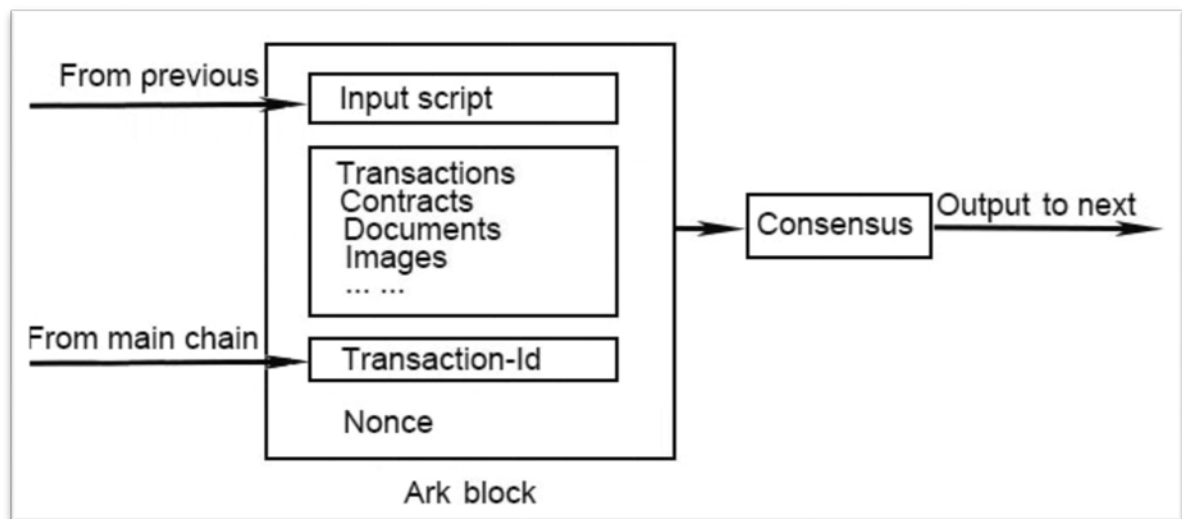 From previous
Input script
Transactions
Contracts
Documents
Images
... ...
Consensus
Output to next
From main chain
Transaction-Id
Nonce
Ark block